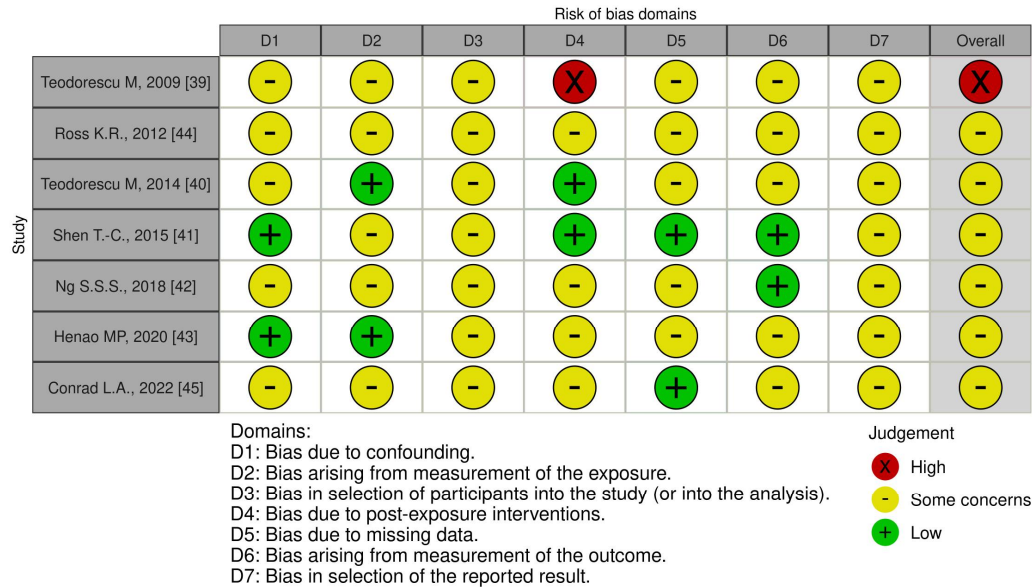 Risk of bias domains
D1 D2 D3 D4 D5 D6 D7 Overall
Study
Teodorescu M, 2009 [39] - - - X - - - X
Ross K.R., 2012 [44] - - - - - - - -
Teodorescu M, 2014 [40] - + - + - - - -
Shen T.-C., 2015 [41] + - - + + + - -
Ng S.S.S., 2018 [42] - - - - - + - -
Henao MP, 2020 [43] + + - - - - - -
Conrad L.A., 2022 [45] - - - - + - - -
Domains:
D1: Bias due to confounding.
D2: Bias arising from measurement of the exposure.
D3: Bias in selection of participants into the study (or into the analysis).
D4: Bias due to post-exposure interventions.
D5: Bias due to missing data.
D6: Bias arising from measurement of the outcome.
D7: Bias in selection of the reported result.
Judgement
X High
- Some concerns
+ Low